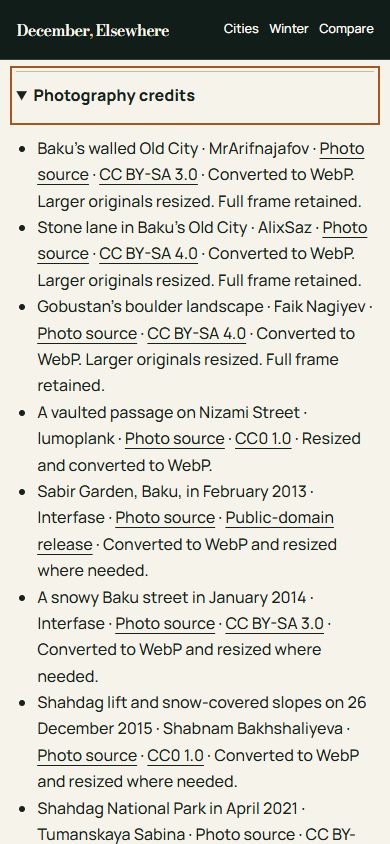 December, Elsewhere
Cities Winter Compare
▼ Photography credits
• Baku's walled Old City · MrArifnajafov · Photo
source · CC BY-SA 3.0 · Converted to WebP.
Larger originals resized. Full frame retained.
• Stone lane in Baku's Old City · AlixSaz · Photo
source · CC BY-SA 4.0 · Converted to WebP.
Larger originals resized. Full frame retained.
• Gobustan's boulder landscape · Faik Nagiyev ·
Photo source · CC BY-SA 4.0 · Converted to
WebP. Larger originals resized. Full frame
retained.
• A vaulted passage on Nizami Street ·
lumoplank · Photo source · CC0 1.0 · Resized
and converted to WebP.
• Sabir Garden, Baku, in February 2013 ·
Interfase · Photo source · Public-domain
release · Converted to WebP and resized
where needed.
• A snowy Baku street in January 2014 ·
Interfase · Photo source · CC BY-SA 3.0 ·
Converted to WebP and resized where
needed.
• Shahdag lift and snow-covered slopes on 26
December 2015 · Shabnam Bakhshaliyeva ·
Photo source · CC0 1.0 · Converted to WebP
and resized where needed.
• Shahdag National Park in April 2021 ·
Tumanskaya Sabina · Photo source · CC BY-